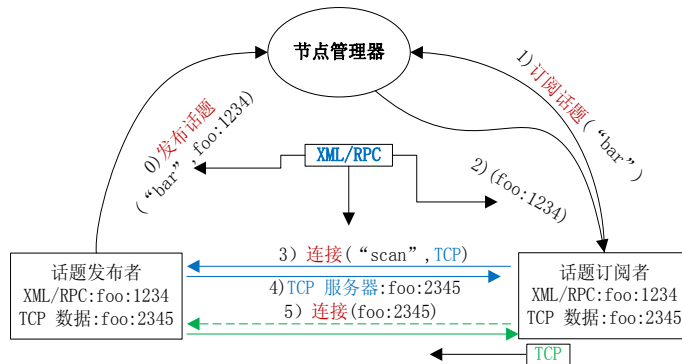 节点管理器
0)发布话题
(“bar”,foo:1234)
1)订阅话题(“bar”)
XML/RPC
2)(foo:1234)
3）连接(“scan”,TCP)
4)TCP 服务器:foo:2345
5）连接(foo:2345)
话题发布者
XML/RPC:foo:1234
TCP 数据:foo:2345
话题订阅者
XML/RPC:foo:1234
TCP 数据:foo:2345
TCP